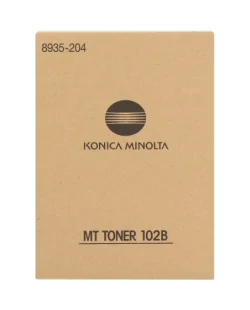 8935-204
KONICA MINOLTA
MT TONER 102B